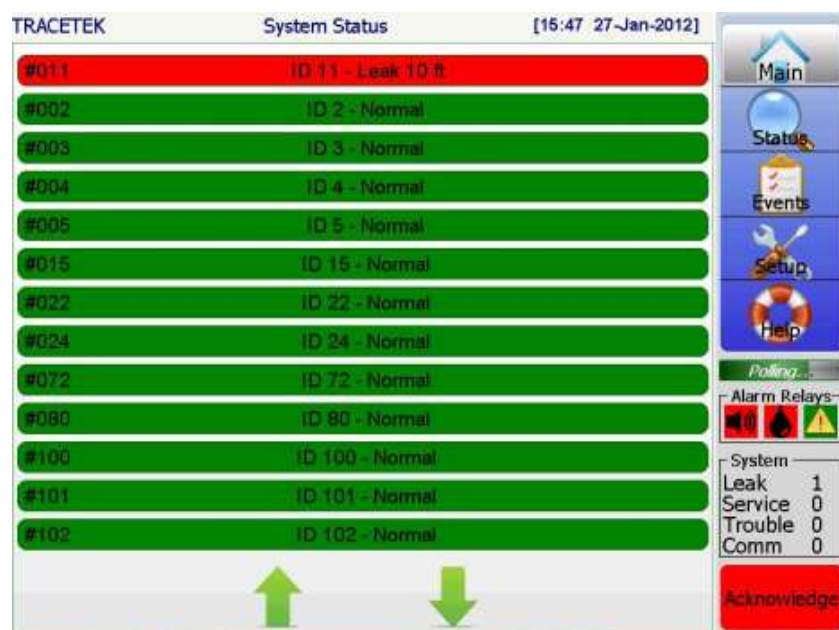 TRACETEK System Status [15:47 27-Jan-2012]
#011 ID 11 - Leak 10 ft
#002 ID 2 - Normal
#003 ID 3 - Normal
#004 ID 4 - Normal
#005 ID 5 - Normal
#015 ID 15 - Normal
#022 ID 22 - Normal
#024 ID 24 - Normal
#072 ID 72 - Normal
#080 ID 80 - Normal
#100 ID 100 - Normal
#101 ID 101 - Normal
#102 ID 102 - Normal
Main
Status
Events
Setup
Help
Polling...
Alarm Relays
System
Leak 1
Service 0
Trouble 0
Comm 0
Acknowledge